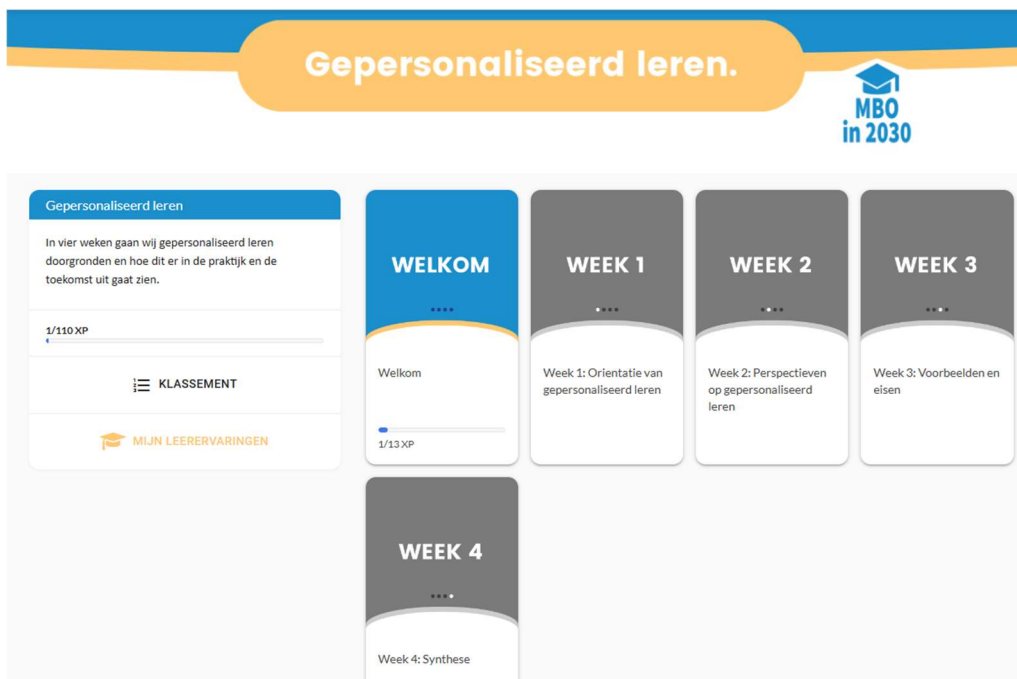 Gepersonaliseerd leren.
MBO
in 2030
Gepersonaliseerd leren
In vier weken gaan wij gepersonaliseerd leren
doorgronden en hoe dit er in de praktijk en de
toekomst uit gaat zien.
1/110 XP
KLASSEMENT
MIJN LEERERVARINGEN
WELKOM
Welkom
1/13 XP
WEEK 1
Week 1: Orientatie van
gepersonaliseerd leren
WEEK 2
Week 2: Perspectieven
op gepersonaliseerd
leren
WEEK 3
Week 3: Voorbeelden en
eisen
WEEK 4
Week 4: Synthese